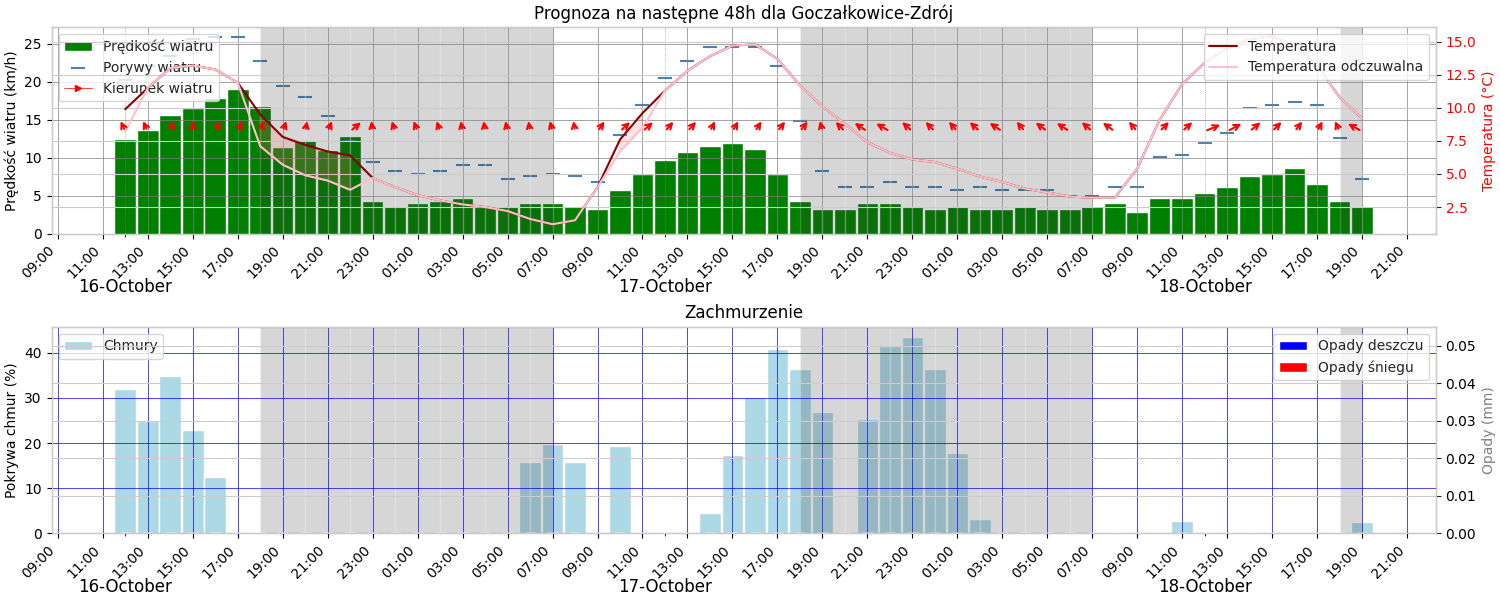 Prognoza na następne 48h dla Goczałkowice-Zdrój
Prędkość wiatru (km/h)
0
5
10
15
20
25
Prędkość wiatru
Porywy wiatru
Kierunek wiatru
Temperatura
Temperatura odczuwalna
15.0
12.5
10.0
7.5
5.0
2.5
Temperatura (°C)
09:00 11:00 13:00 15:00 17:00 19:00 21:00 23:00 01:00 03:00 05:00 07:00 09:00 11:00 13:00 15:00 17:00 19:00 21:00 23:00 01:00 03:00 05:00 07:00 09:00 11:00 13:00 15:00 17:00 19:00 21:00
16-October 17-October 18-October
Zachmurzenie
Pokrywa chmur (%)
0
10
20
30
40
Chmury
Opady deszczu
Opady śniegu
0.05
0.04
0.03
0.02
0.01
0.00
Opady (mm)
09:00 11:00 13:00 15:00 17:00 19:00 21:00 23:00 01:00 03:00 05:00 07:00 09:00 11:00 13:00 15:00 17:00 19:00 21:00 23:00 01:00 03:00 05:00 07:00 09:00 11:00 13:00 15:00 17:00 19:00 21:00
16-October 17-October 18-October